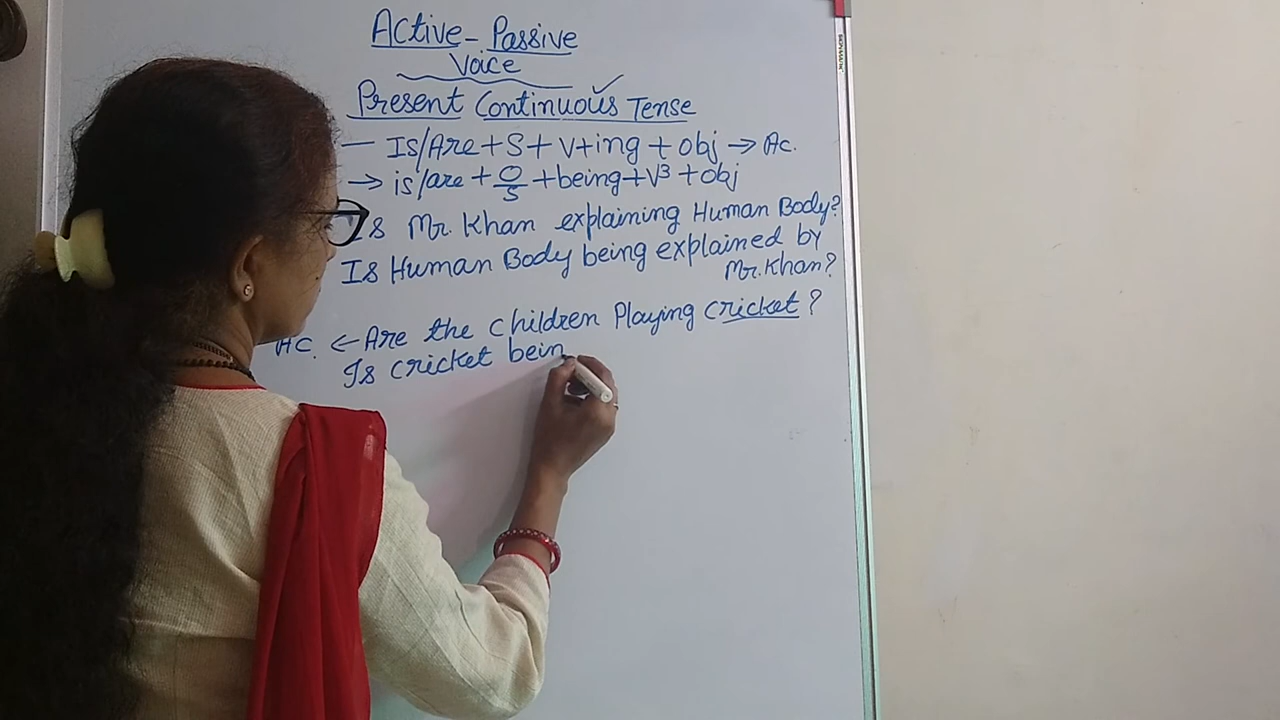 Active - Passive
Voice
Present Continuous Tense
— Is/Are + S + V+ing + obj → Ac.
→ is/are + O/S + being + V³ + obj
Is Mr. Khan explaining Human Body?
Is Human Body being explained by
Mr. Khan?
AC. ← Are the children Playing cricket ?
Is cricket bein